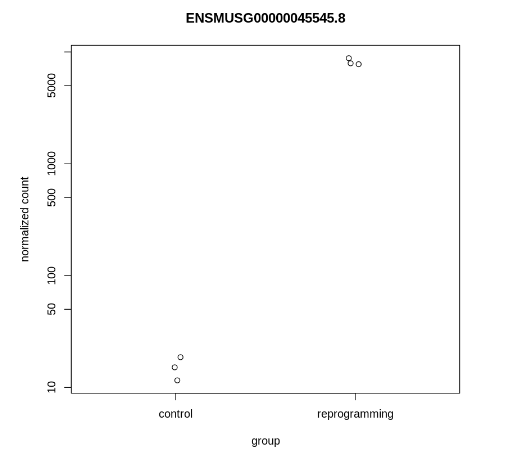 ENSMUSG00000045545.8
normalized count
5000
1000
500
100
50
10
control
reprogramming
group